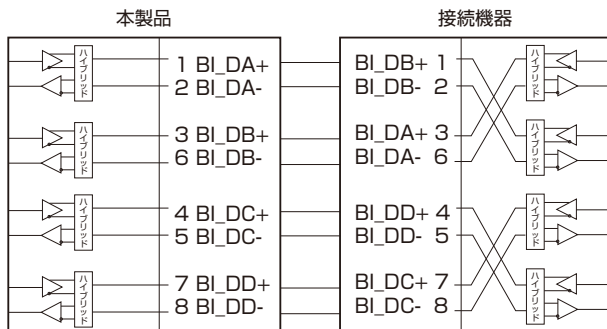 本製品 接続機器
ハイブリッド 1 BI_DA+ BI_DB+ 1 ハイブリッド
2 BI_DA- BI_DB- 2
ハイブリッド 3 BI_DB+ BI_DA+ 3 ハイブリッド
6 BI_DB- BI_DA- 6
ハイブリッド 4 BI_DC+ BI_DD+ 4 ハイブリッド
5 BI_DC- BI_DD- 5
ハイブリッド 7 BI_DD+ BI_DC+ 7 ハイブリッド
8 BI_DD- BI_DC- 8